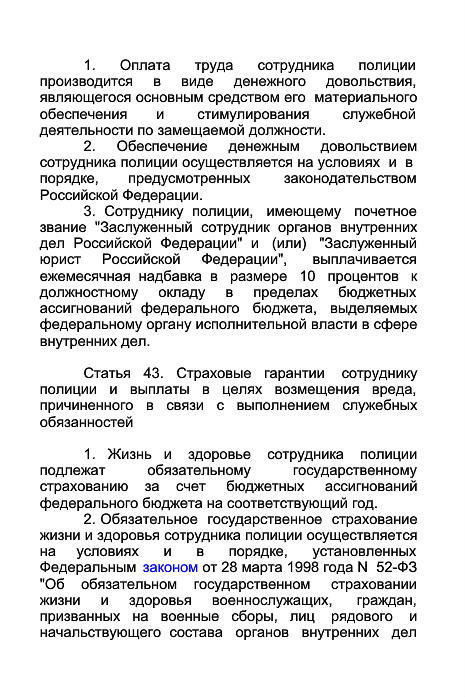 1. Оплата труда сотрудника полиции
производится в виде денежного довольствия,
являющегося основным средством его материального
обеспечения и стимулирования служебной
деятельности по замещаемой должности.
2. Обеспечение денежным довольствием
сотрудника полиции осуществляется на условиях и в
порядке, предусмотренных законодательством
Российской Федерации.
3. Сотруднику полиции, имеющему почетное
звание "Заслуженный сотрудник органов внутренних
дел Российской Федерации" и (или) "Заслуженный
юрист Российской Федерации", выплачивается
ежемесячная надбавка в размере 10 процентов к
должностному окладу в пределах бюджетных
ассигнований федерального бюджета, выделяемых
федеральному органу исполнительной власти в сфере
внутренних дел.
Статья 43. Страховые гарантии сотруднику
полиции и выплаты в целях возмещения вреда,
причиненного в связи с выполнением служебных
обязанностей
1. Жизнь и здоровье сотрудника полиции
подлежат обязательному государственному
страхованию за счет бюджетных ассигнований
федерального бюджета на соответствующий год.
2. Обязательное государственное страхование
жизни и здоровья сотрудника полиции осуществляется
на условиях и в порядке, установленных
Федеральным законом от 28 марта 1998 года N 52-ФЗ
"Об обязательном государственном страховании
жизни и здоровья военнослужащих, граждан,
призванных на военные сборы, лиц рядового и
начальствующего состава органов внутренних дел